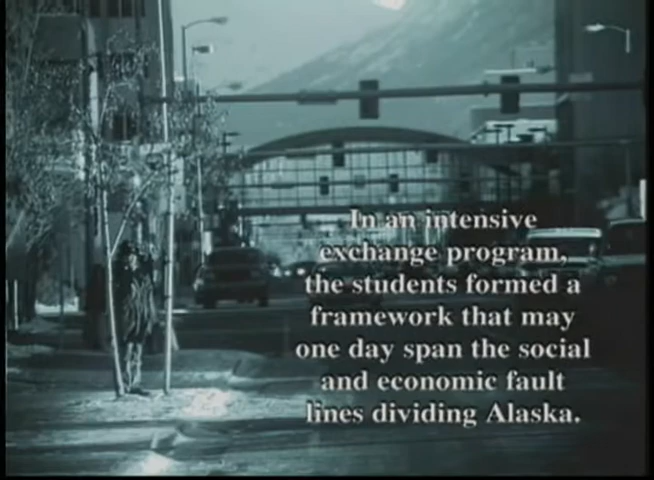 In an intensive
exchange program,
the students formed a
framework that may
one day span the social
and economic fault
lines dividing Alaska.